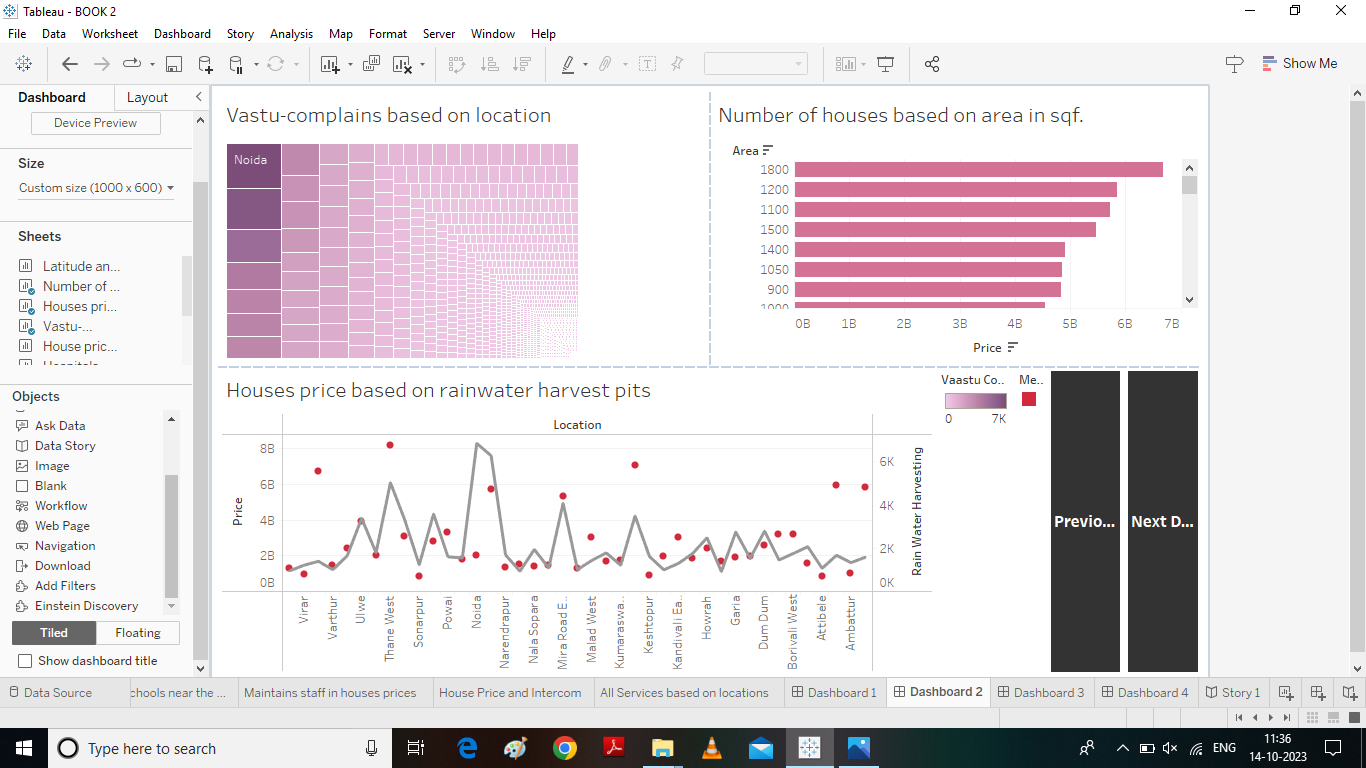 Tableau - BOOK 2
File Data Worksheet Dashboard Story Analysis Map Format Server Window Help
Show Me
Dashboard Layout
Device Preview
Size
Custom size (1000 x 600)
Sheets
Latitude an...
Number of ...
Houses pri...
Vastu-...
House pric...
Objects
Ask Data
Data Story
Image
Blank
Workflow
Web Page
Navigation
Download
Add Filters
Einstein Discovery
Tiled Floating
Show dashboard title
Vastu-complains based on location
Noida
Number of houses based on area in sqf.
Area
1800
1200
1100
1500
1400
1050
900
1000
0B 1B 2B 3B 4B 5B 6B 7B
Price
Houses price based on rainwater harvest pits
Location
Price
8B
6B
4B
2B
0B
6K
4K
2K
0K
Rain Water Harvesting
Virar
Varthur
Ulwe
Thane West
Sonarpur
Powai
Noida
Narendrapur
Nala Sopara
Mira Road E..
Malad West
Kumaraswa..
Keshtopur
Kandivali Ea..
Howrah
Garia
Dum Dum
Borivali West
Attibele
Ambattur
Vaastu Co.. Me..
0 7K
Previo... Next D...
Data Source chools near the ... Maintains staff in houses prices House Price and Intercom All Services based on locations Dashboard 1 Dashboard 2 Dashboard 3 Dashboard 4 Story 1
Type here to search
ENG
11:36
14-10-2023